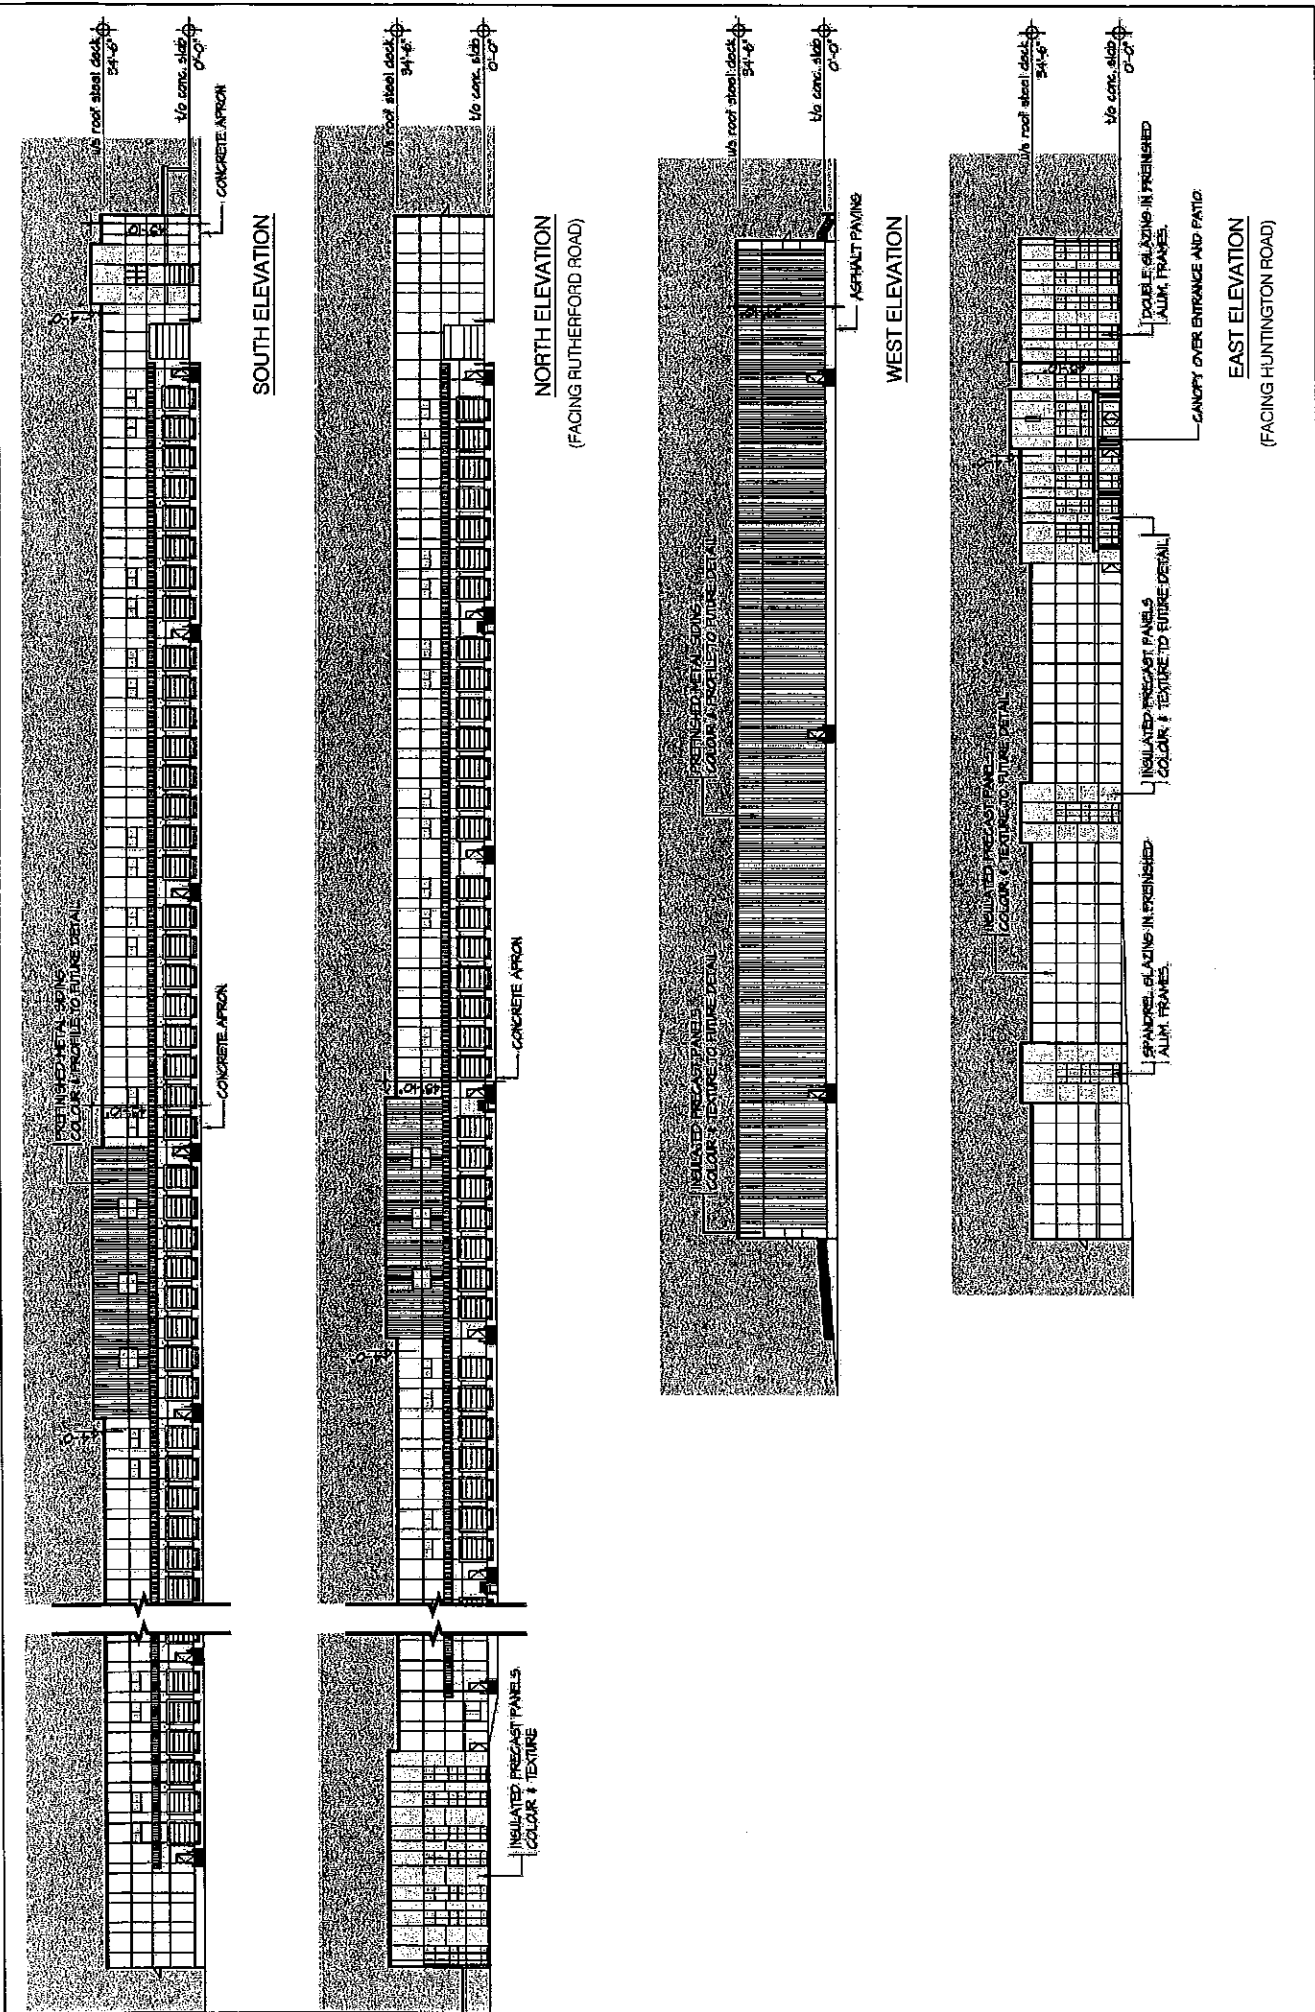 u/s roof steel deck
34'-6"
t/o conc. slab
0'-0"
CONCRETE APRON
PREFINISHED METAL SIDING
COLOUR & PROFILE TO FUTURE DETAIL
CONCRETE APRON
SOUTH ELEVATION
u/s roof steel deck
34'-6"
t/o conc. slab
0'-0"
CONCRETE APRON
INSULATED PRECAST PANELS.
COLOUR & TEXTURE
NORTH ELEVATION
(FACING RUTHERFORD ROAD)
u/s roof steel deck
34'-6"
t/o conc. slab
0'-0"
INSULATED PRECAST PANELS.
COLOUR & TEXTURE TO FUTURE DETAIL
PREFINISHED METAL SIDING
COLOUR & PROFILE TO FUTURE DETAIL
ASPHALT PAVING
WEST ELEVATION
u/s roof steel deck
34'-6"
t/o conc. slab
0'-0"
INSULATED PRECAST PANELS
COLOUR & TEXTURE TO FUTURE DETAIL
SPANDREL GLAZING IN PREFINISHED
ALUM. FRAMES.
INSULATED PRECAST PANELS
COLOUR & TEXTURE TO FUTURE DETAIL
DOUBLE GLAZING IN PREFINISHED
ALUM. FRAMES.
CANOPY OVER ENTRANCE AND PATIO
EAST ELEVATION
(FACING HUNTINGTON ROAD)